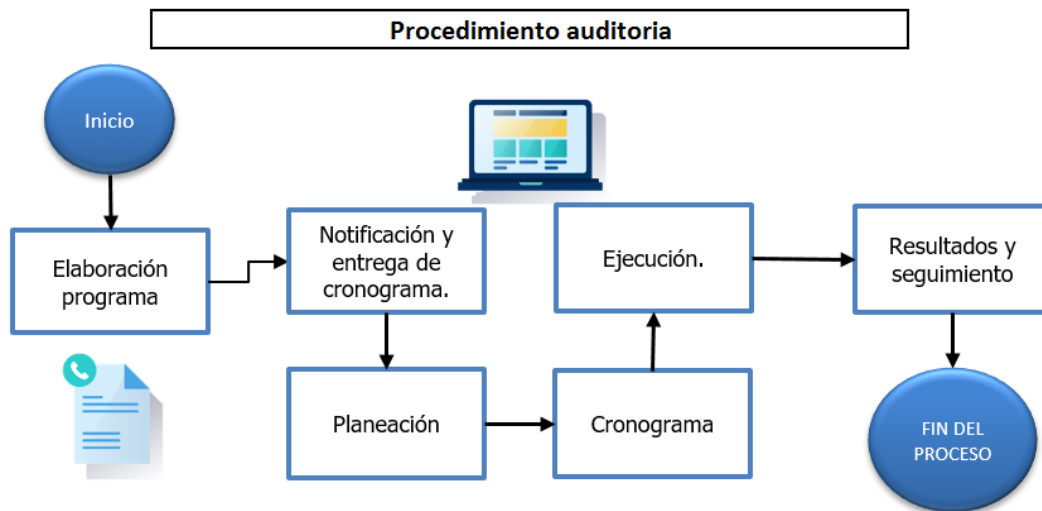 Procedimiento auditoria
Inicio
Elaboración
programa
Notificación y
entrega de
cronograma.
Planeación
Cronograma
Ejecución.
Resultados y
seguimiento
FIN DEL
PROCESO